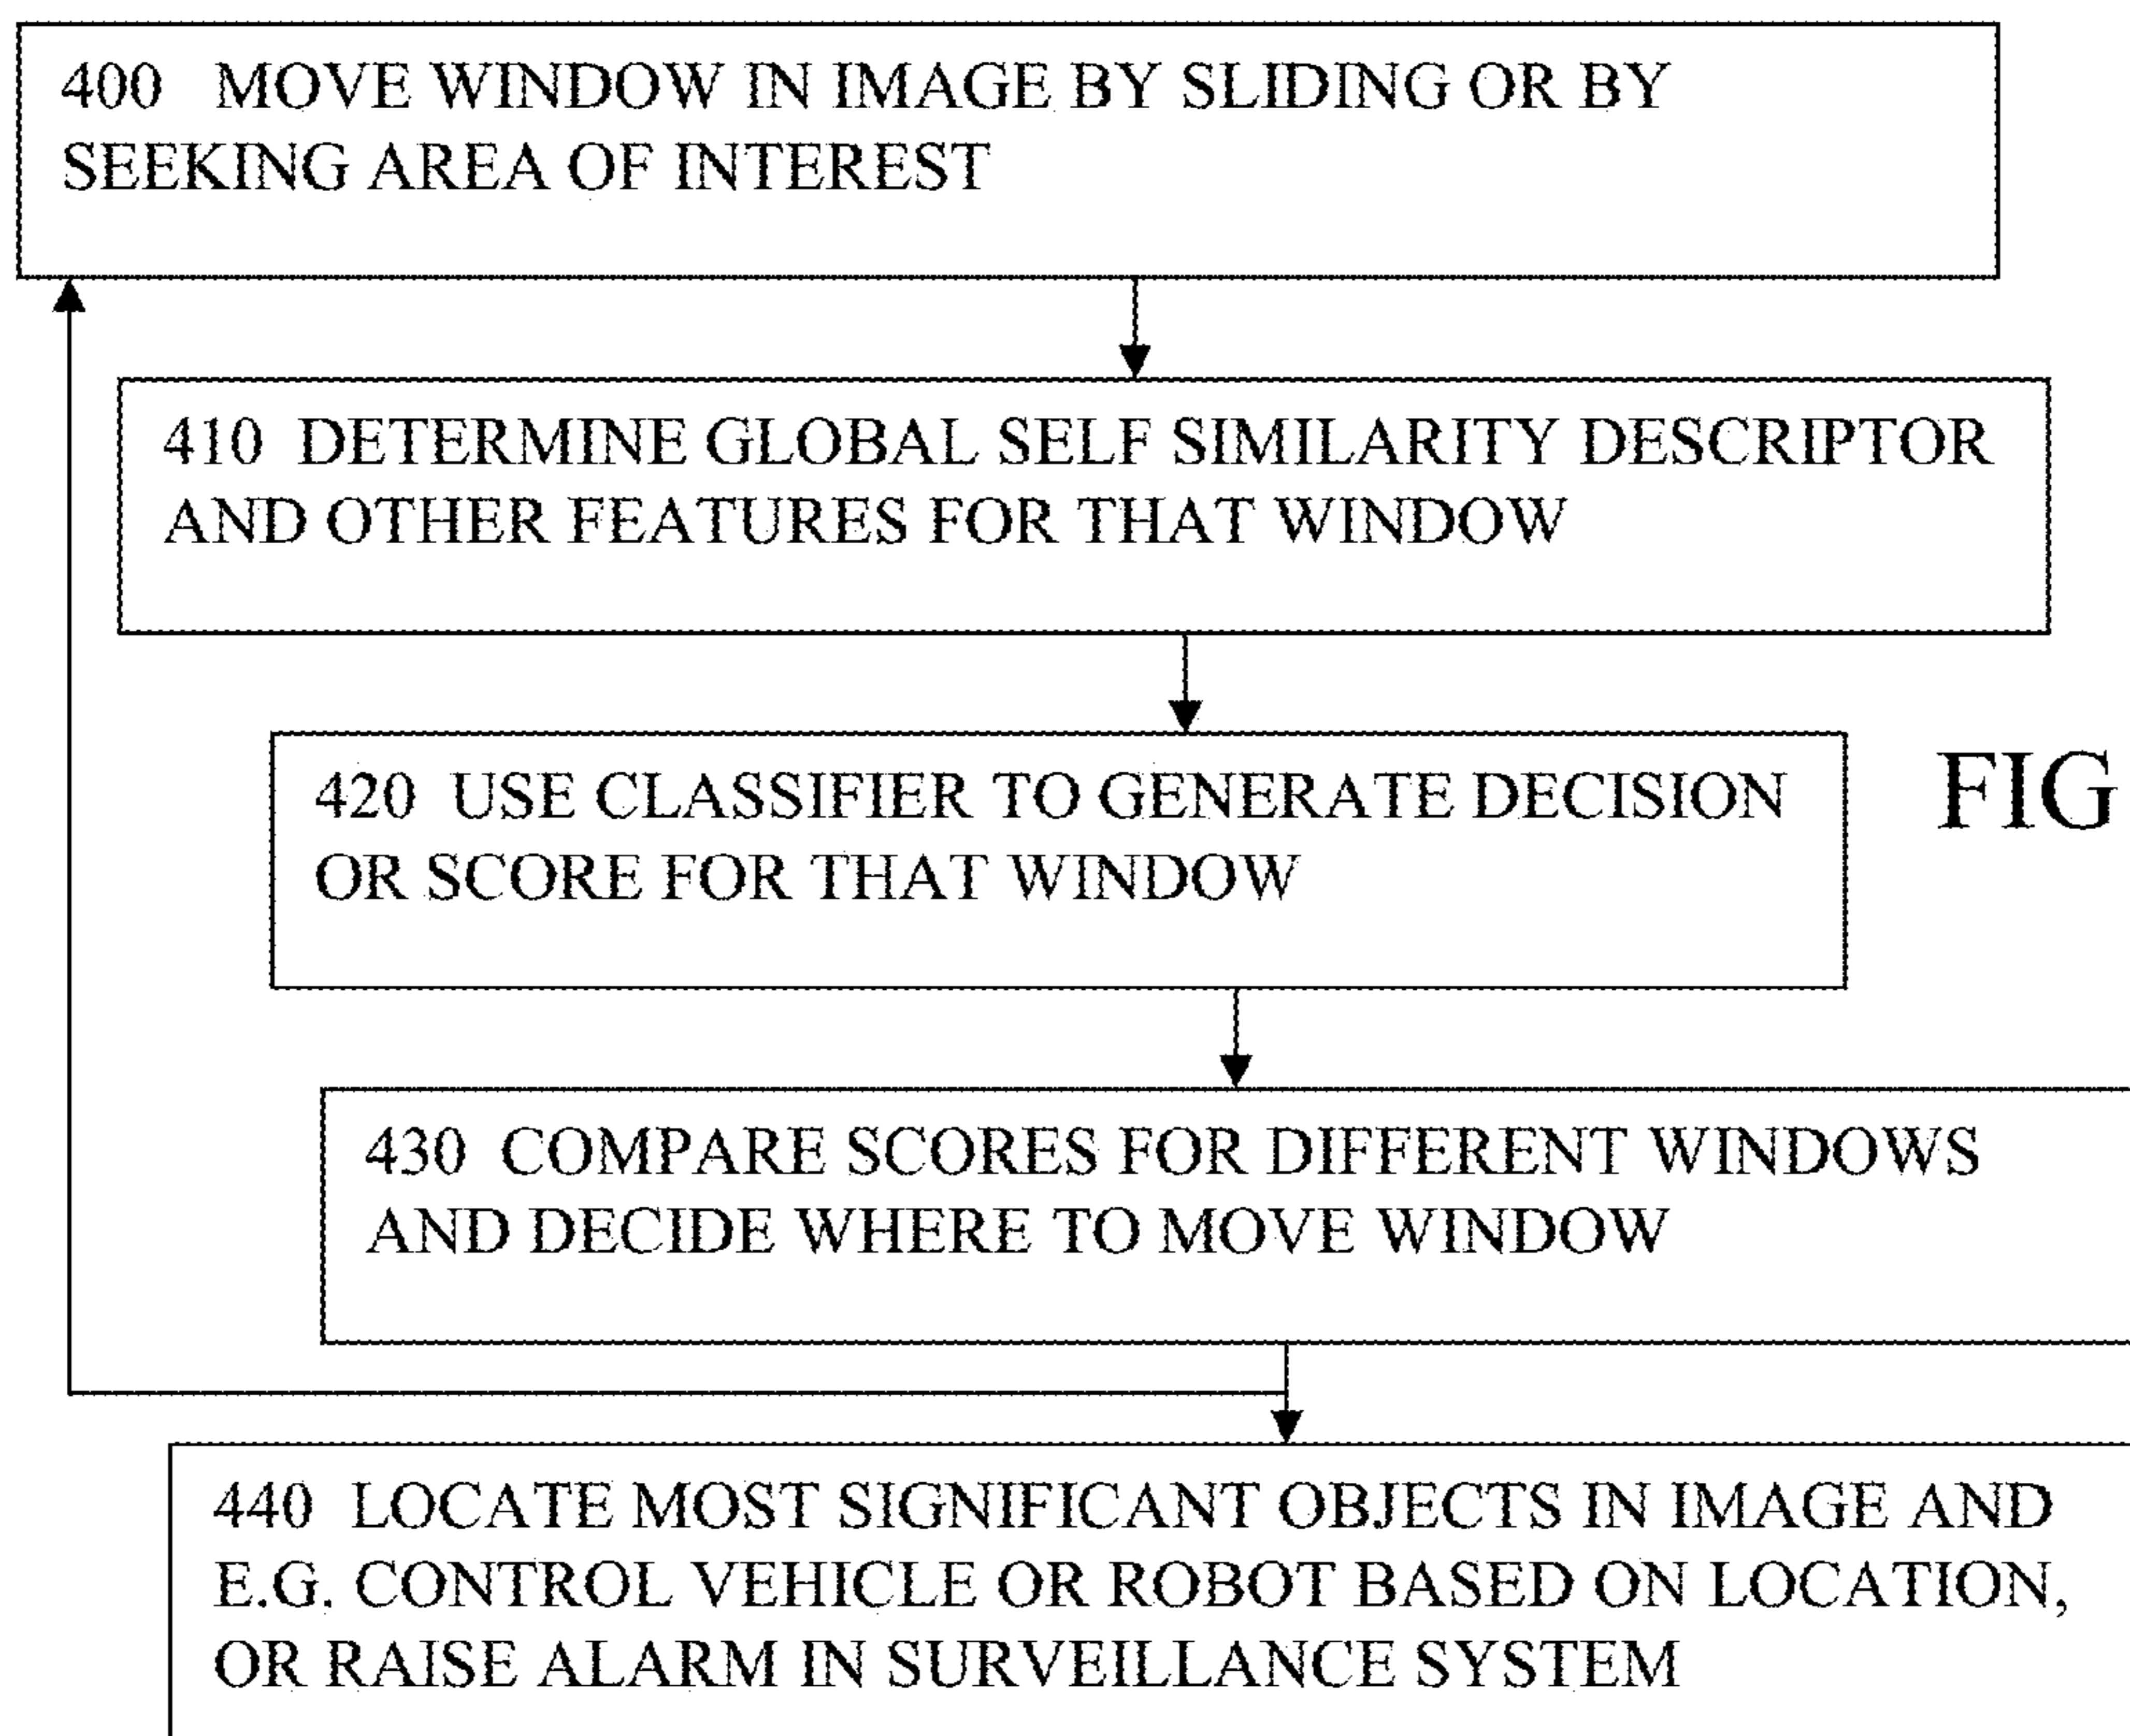 400 MOVE WINDOW IN IMAGE BY SLIDING OR BY
SEEKING AREA OF INTEREST
410 DETERMINE GLOBAL SELF SIMILARITY DESCRIPTOR
AND OTHER FEATURES FOR THAT WINDOW
420 USE CLASSIFIER TO GENERATE DECISION
OR SCORE FOR THAT WINDOW
FIG
430 COMPARE SCORES FOR DIFFERENT WINDOWS
AND DECIDE WHERE TO MOVE WINDOW
440 LOCATE MOST SIGNIFICANT OBJECTS IN IMAGE AND
E.G. CONTROL VEHICLE OR ROBOT BASED ON LOCATION,
OR RAISE ALARM IN SURVEILLANCE SYSTEM